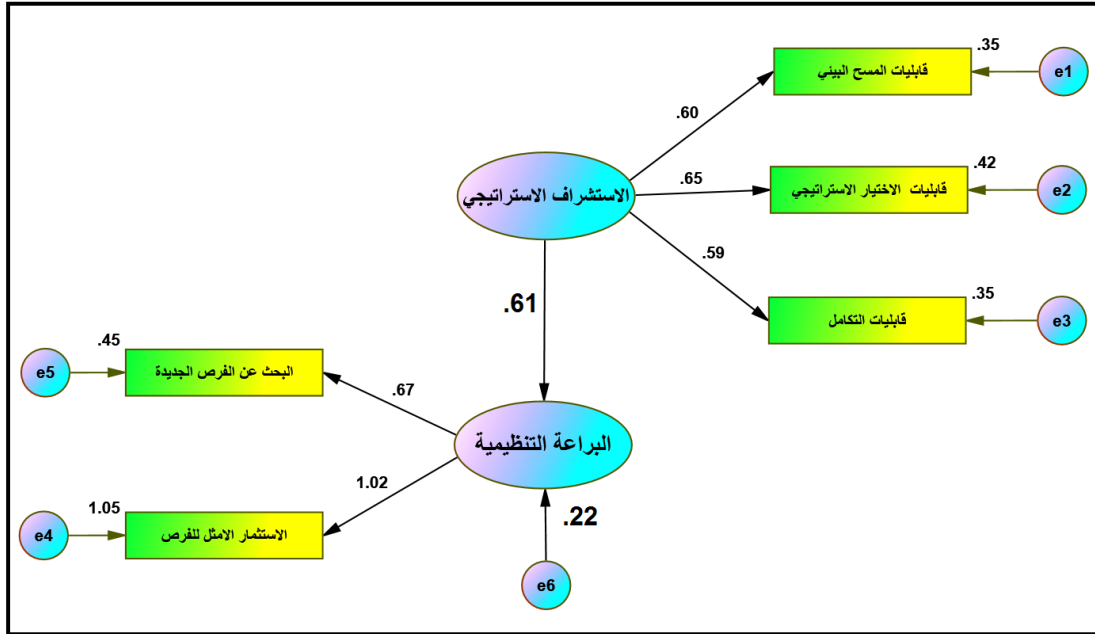 .35
قابليات المسح البيئي
e1
.60
.42
الاستشراف الاستراتيجي
.65
قابليات الاختيار الاستراتيجي
e2
.59
.35
.61
قابليات التكامل
e3
.45
البحث عن الفرص الجديدة
e5
.67
البراعة التنظيمية
1.02
1.05
.22
الاستثمار الامثل للفرص
e4
e6